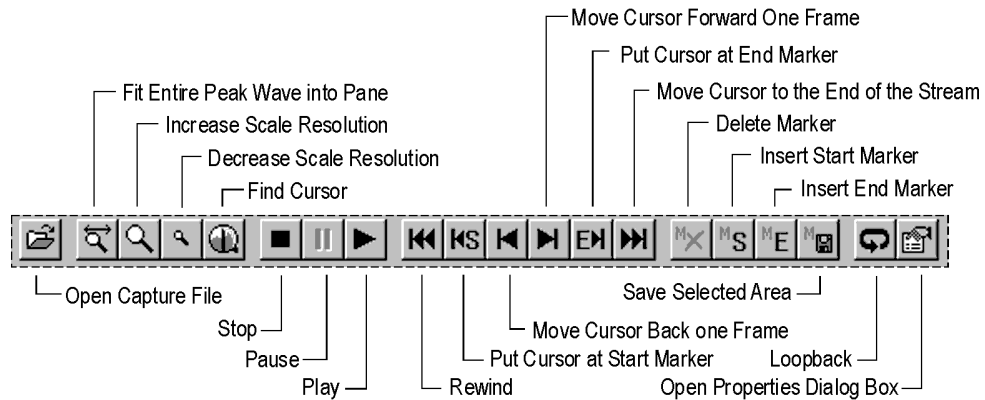 Move Cursor Forward One Frame
Put Cursor at End Marker
Fit Entire Peak Wave into Pane
Move Cursor to the End of the Stream
Increase Scale Resolution
Delete Marker
Decrease Scale Resolution
Insert Start Marker
Find Cursor
Insert End Marker
S
E
M
M S
M E
M
Open Capture File
Save Selected Area
Stop
Move Cursor Back one Frame
Pause
Put Cursor at Start Marker
Loopback
Play
Rewind
Open Properties Dialog Box